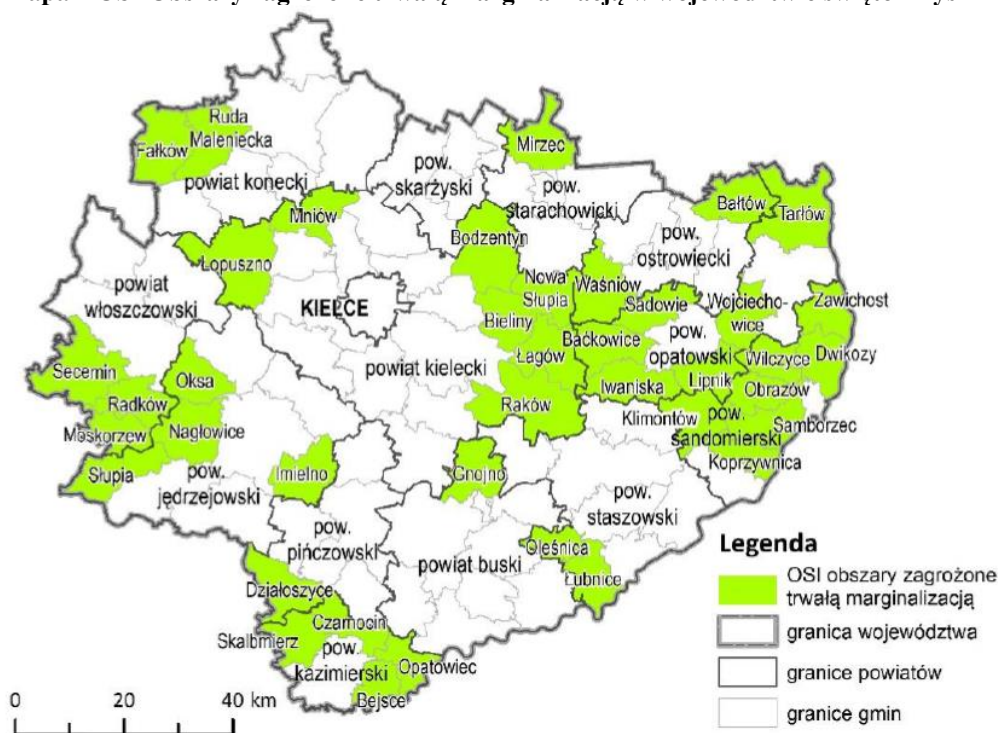 Ruda
Maleniecka
Fałków
powiat konecki
pow.
skarżyski
Mirzec
pow.
starachowicki
Bałtów
Tarłów
Mniów
Bodzentyn
pow.
ostrowiecki
Łopuszno
powiat
włoszczowski
KIELCE
Nowa
Słupia
Waśniów
Sadowie
Wojciecho-
wice
Zawichost
Bieliny
Baćkowice
pow.
opatowski
Wilczyce
Dwikozy
Łagów
powiat kielecki
Secemin
Oksa
Iwaniska
Lipnik
Obrazów
Radków
Raków
Klimontów
pow.
sandomierski
Samborzec
Moskorzew
Nagłowice
Koprzywnica
Słupia
pow.
jędrzejowski
Imielno
Gnojno
pow.
staszowski
pow.
pińczowski
powiat buski
Oleśnica
Łubnice
Działoszyce
Czarnocin
Skalbmierz
pow.
kazimierski
Opatowiec
Bejsce
Legenda
OSI obszary zagrożone
trwałą marginalizacją
granica województwa
granice powiatów
granice gmin
0 20 40 km